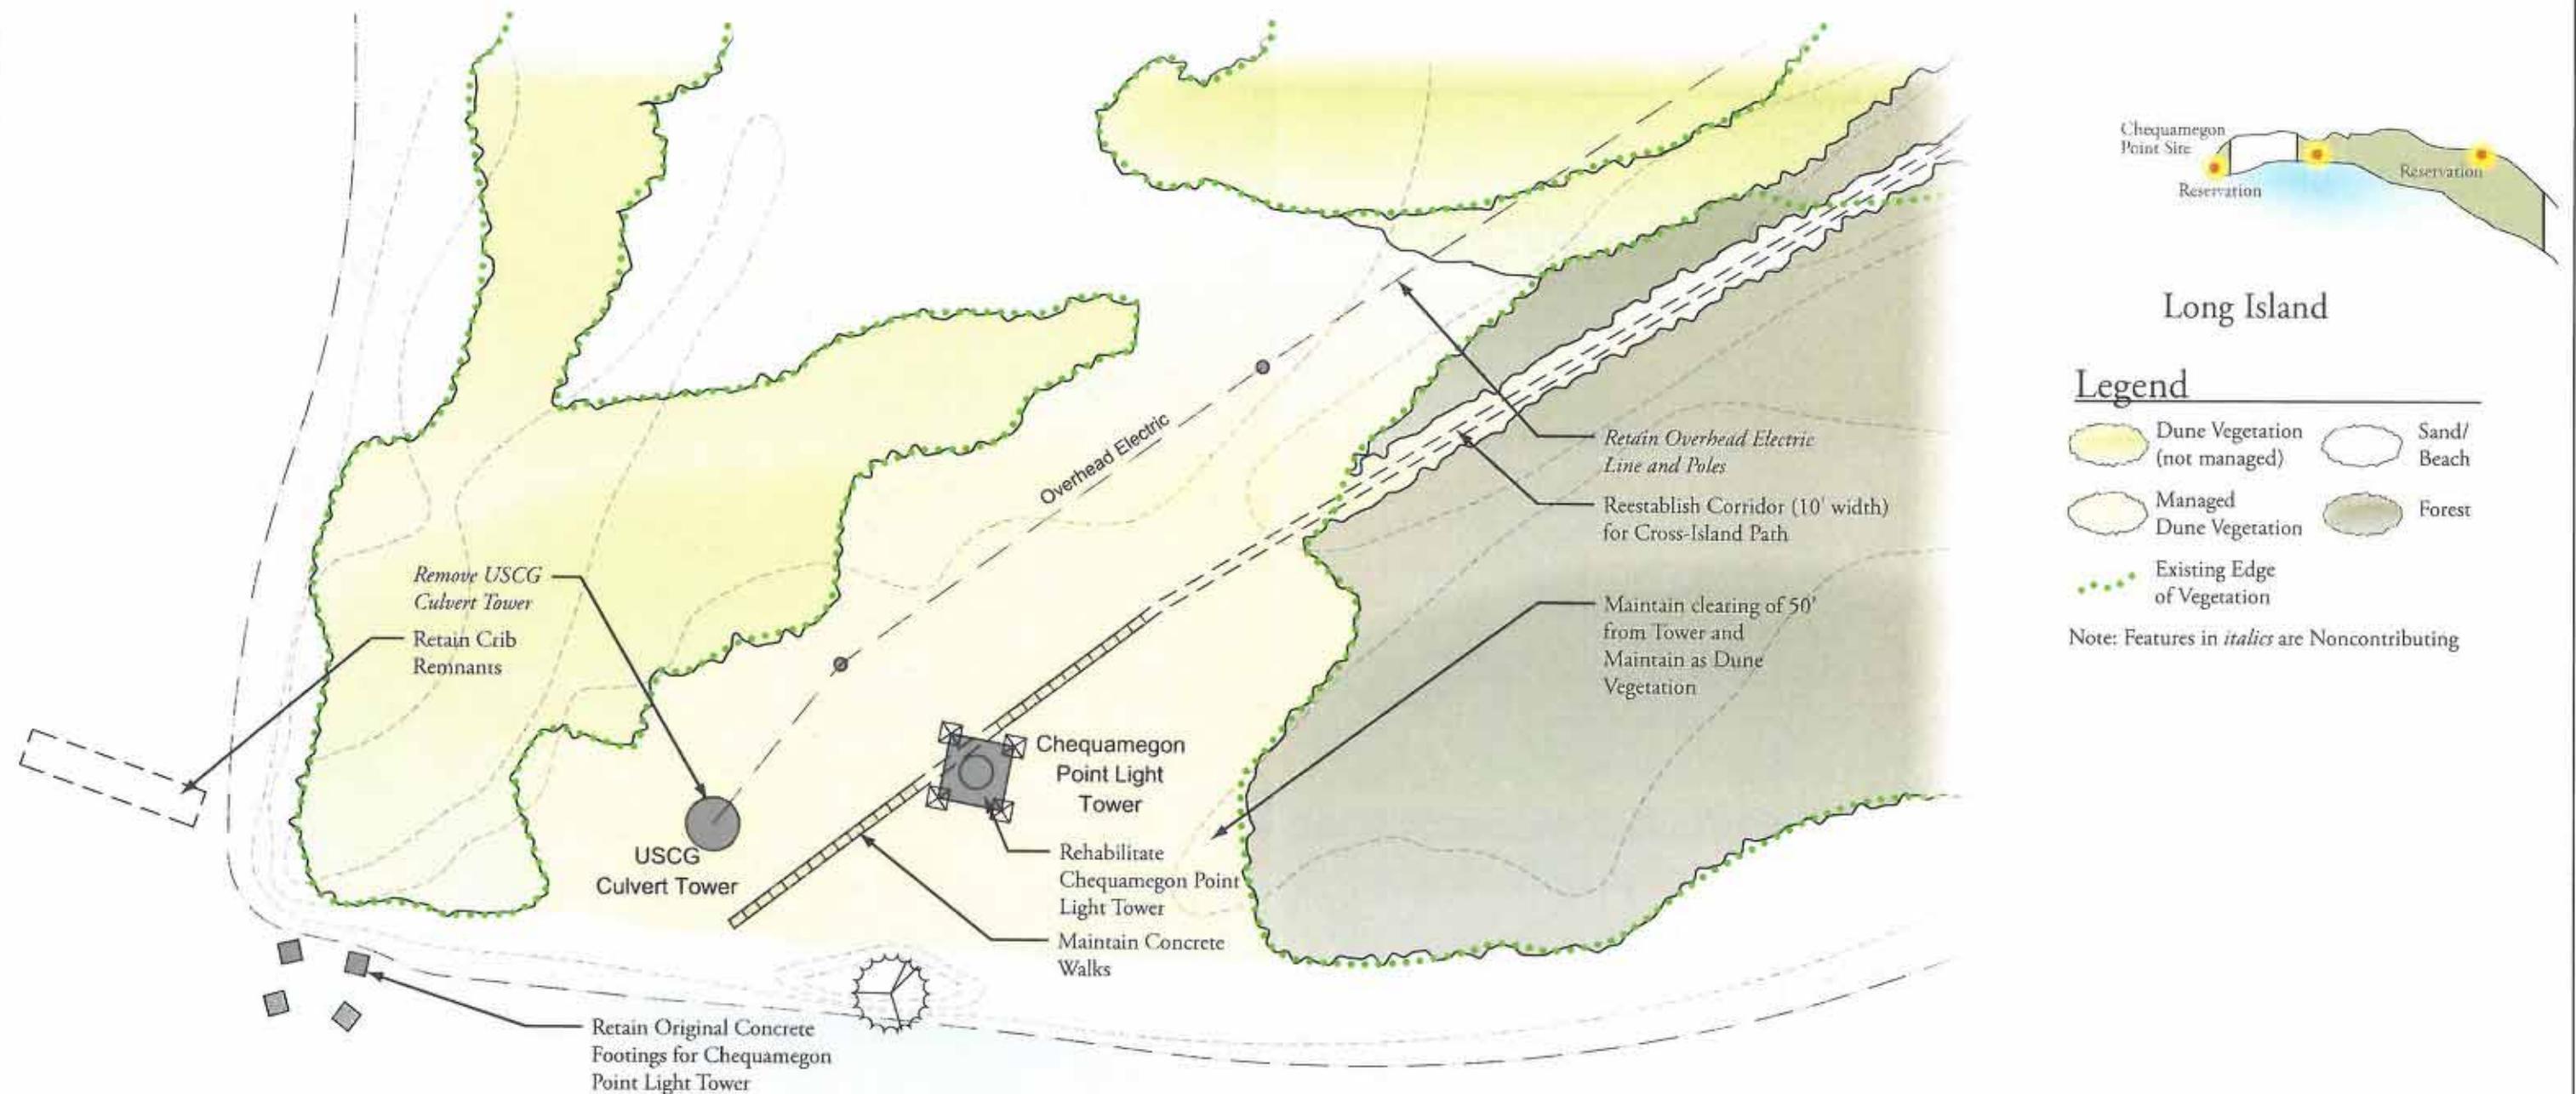 Chequamegon
Point Site
Reservation
Reservation
Long Island
Legend
Dune Vegetation
(not managed)
Sand/
Beach
Managed
Dune Vegetation
Forest
Existing Edge
of Vegetation
Note: Features in italics are Noncontributing
Overhead Electric
Retain Overhead Electric
Line and Poles
Reestablish Corridor (10' width)
for Cross-Island Path
Maintain clearing of 50'
from Tower and
Maintain as Dune
Vegetation
Remove USCG
Culvert Tower
Retain Crib
Remnants
Chequamegon
Point Light
Tower
USCG
Culvert Tower
Rehabilitate
Chequamegon Point
Light Tower
Maintain Concrete
Walks
Retain Original Concrete
Footings for Chequamegon
Point Light Tower